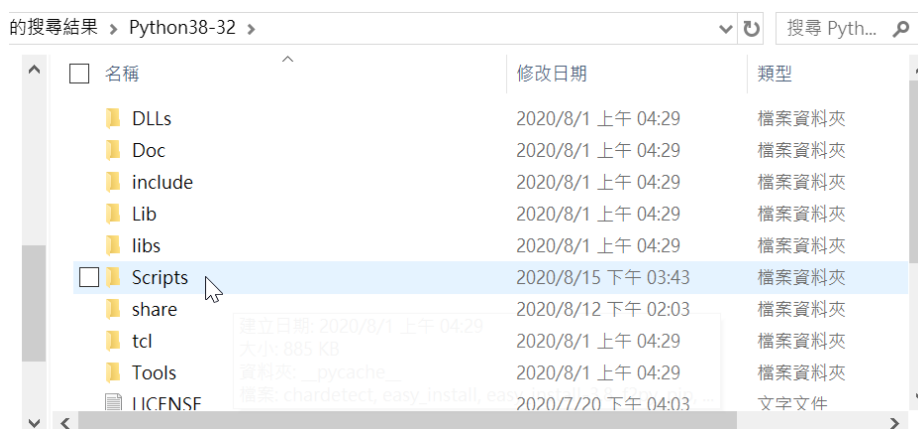 的搜尋結果 > Python38-32 > 搜尋 Pyth...
名稱 修改日期 類型
DLLs 2020/8/1 上午 04:29 檔案資料夾
Doc 2020/8/1 上午 04:29 檔案資料夾
include 2020/8/1 上午 04:29 檔案資料夾
Lib 2020/8/1 上午 04:29 檔案資料夾
libs 2020/8/1 上午 04:29 檔案資料夾
Scripts 2020/8/15 下午 03:43 檔案資料夾
share 2020/8/12 下午 02:03 檔案資料夾
建立日期: 2020/8/1 上午 04:29
tcl 2020/8/1 上午 04:29 檔案資料夾
大小: 885 KB
Tools 2020/8/1 上午 04:29 檔案資料夾
資料夾: __pycache__
LICENSE 2020/7/20 下午 04:03 文字文件
檔案: chardetect, easy_install,